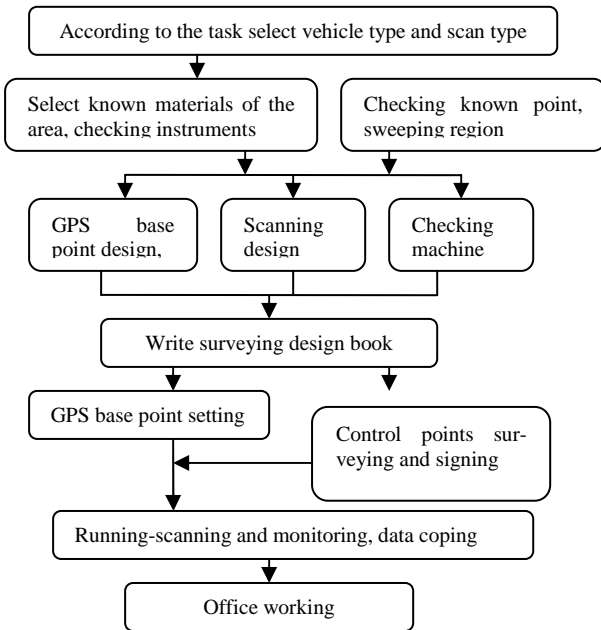 According to the task select vehicle type and scan type
Select known materials of the
area, checking instruments
Checking known point,
sweeping region
GPS base
point design,
Scanning
design
Checking
machine
Write surveying design book
GPS base point setting
Control points sur-
veying and signing
Running-scanning and monitoring, data coping
Office working